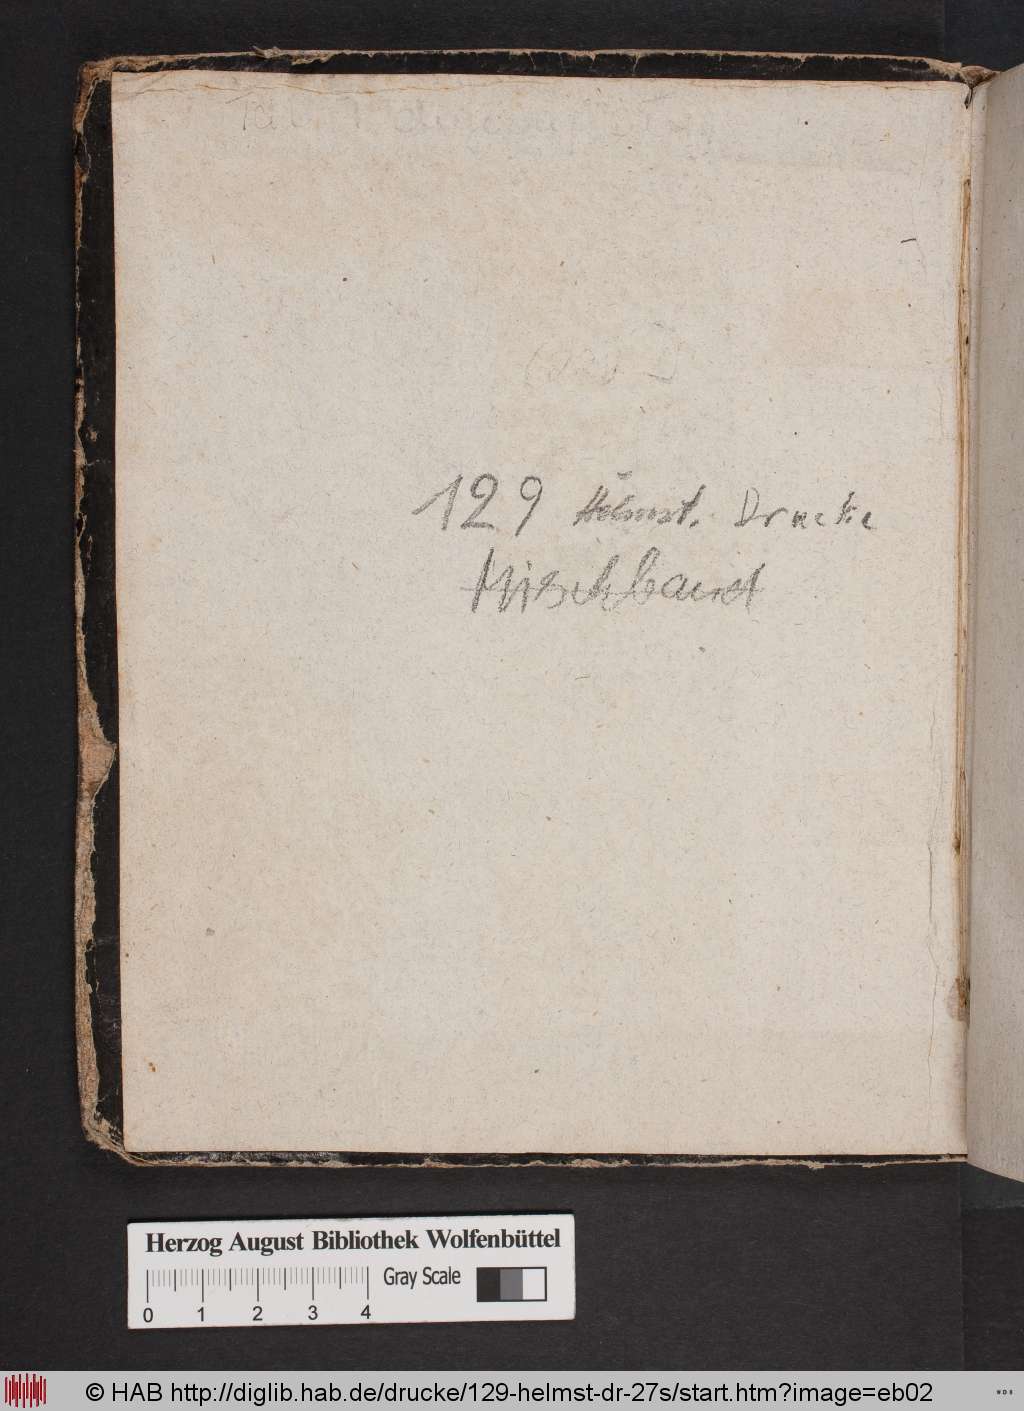 129 Helmst. Drucke
Mischband
Herzog August Bibliothek Wolfenbüttel
Gray Scale
0 1 2 3 4
© HAB http://diglib.hab.de/drucke/129-helmst-dr-27s/start.htm?image=eb02